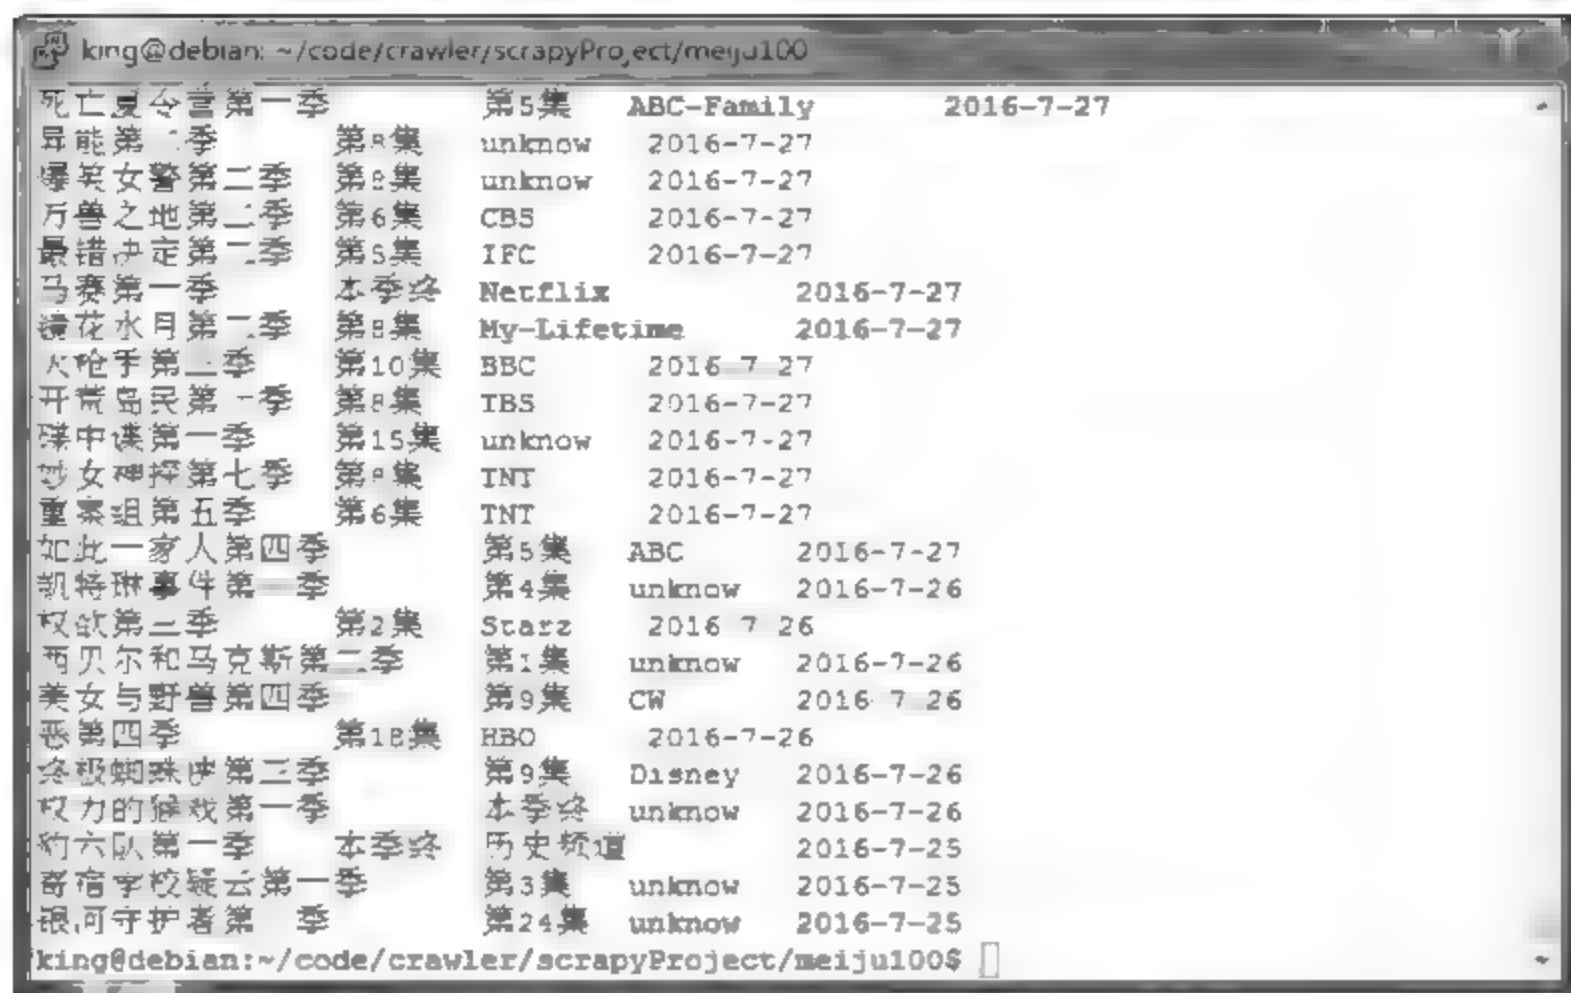 king@debian: ~/code/crawler/scrapyProject/meiju100
死亡夏令营第一季 第5集 ABC-Family 2016-7-27
异能第二季 第8集 unknow 2016-7-27
爆笑女警第二季 第8集 unknow 2016-7-27
万兽之地第二季 第6集 CBS 2016-7-27
最错决定第二季 第5集 IFC 2016-7-27
马赛第一季 本季终 Netflix 2016-7-27
镜花水月第二季 第8集 My-Lifetime 2016-7-27
火枪手第三季 第10集 BBC 2016-7-27
开荒岛民第一季 第8集 TBS 2016-7-27
谍中谍第一季 第15集 unknow 2016-7-27
妙女神探第七季 第8集 TNT 2016-7-27
重案组第五季 第6集 TNT 2016-7-27
如此一家人第四季 第5集 ABC 2016-7-27
凯特琳事件第一季 第4集 unknow 2016-7-26
权欲第三季 第2集 Starz 2016-7-26
西贝尔和马克斯第二季 第1集 unknow 2016-7-26
美女与野兽第四季 第9集 CW 2016-7-26
恶第四季 第18集 HBO 2016-7-26
终极蜘蛛侠第三季 第9集 Disney 2016-7-26
权力的游戏第一季 本季终 unknow 2016-7-26
豹六队第一季 本季终 历史频道 2016-7-25
寄宿学校疑云第一季 第3集 unknow 2016-7-25
银河守护者第 季 第24集 unknow 2016-7-25
king@debian:~/code/crawler/scrapyProject/meiju100$